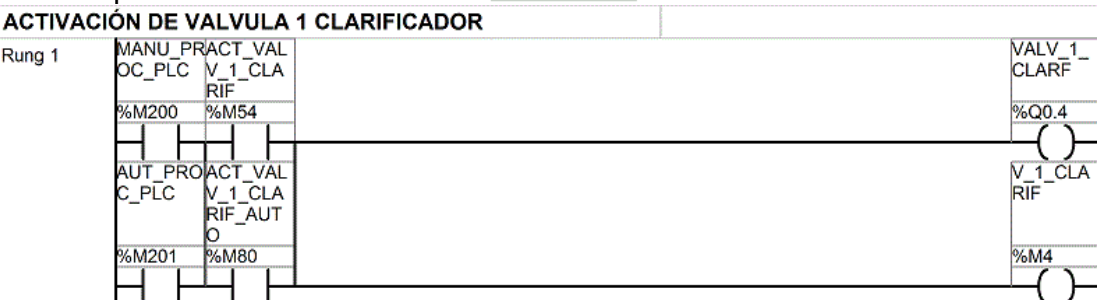 ACTIVACIÓN DE VALVULA 1 CLARIFICADOR
Rung 1
MANU_PR
OC_PLC
ACT_VAL
V_1_CLA
RIF
VALV_1_
CLARF
%M200
%M54
%Q0.4
AUT_PRO
C_PLC
ACT_VAL
V_1_CLA
RIF_AUT
O
V_1_CLA
RIF
%M201
%M80
%M4